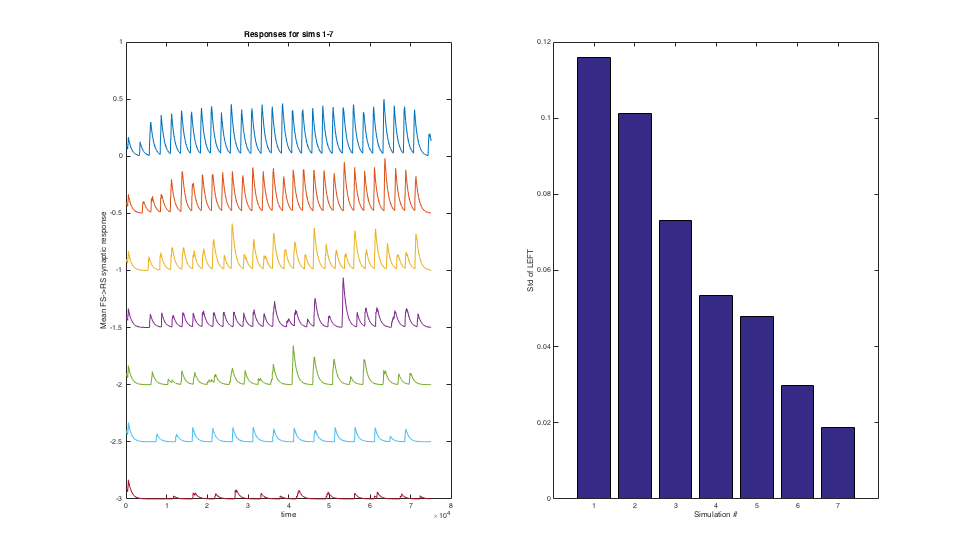 Responses for sims 1-7
Mean FS->RS synaptic response
1
0.5
0
-0.5
-1
-1.5
-2
-2.5
-3
0 1 2 3 4 5 6 7 8
×10⁴
time
Std of LEFT
0.12
0.1
0.08
0.06
0.04
0.02
0
1 2 3 4 5 6 7
Simulation #